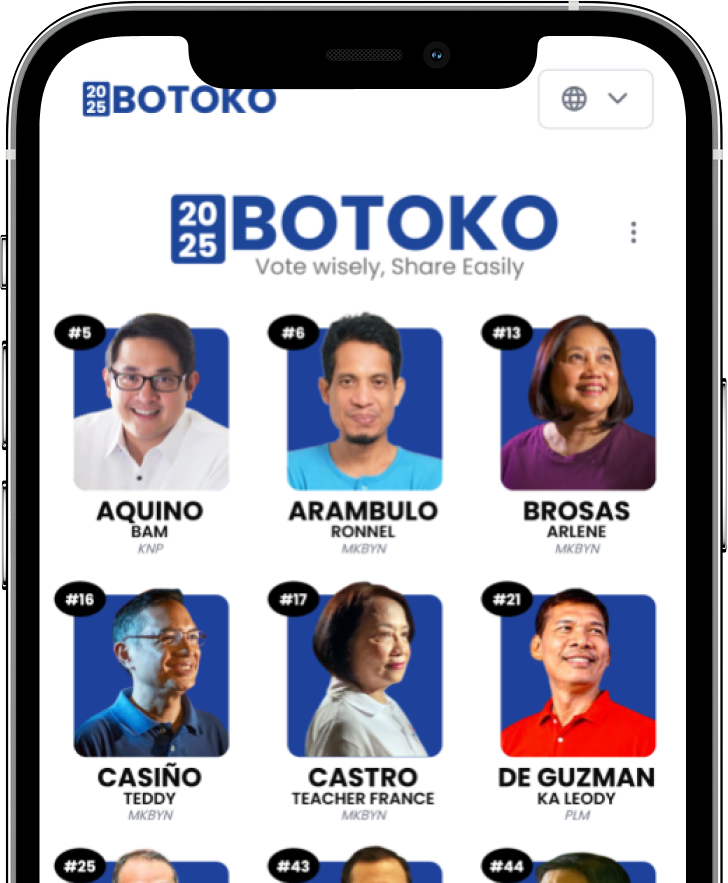 20
25 BOTOKO
20
25 BOTOKO
Vote wisely, Share Easily
#5
#6
#13
AQUINO
BAM
KNP
ARAMBULO
RONNEL
MKBYN
BROSAS
ARLENE
MKBYN
#16
#17
#21
CASIÑO
TEDDY
MKBYN
CASTRO
TEACHER FRANCE
MKBYN
DE GUZMAN
KA LEODY
PLM
#25
#43
#44